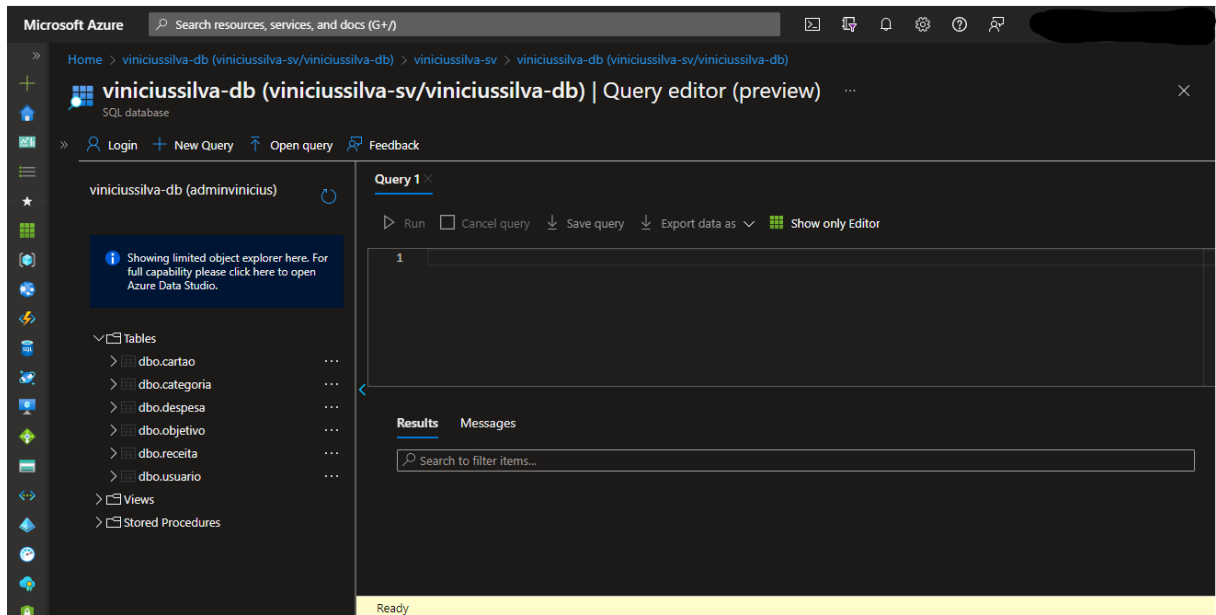 Microsoft Azure
Search resources, services, and docs (G+/)
Home > viniciussilva-db (viniciussilva-sv/viniciussilva-db) > viniciussilva-sv > viniciussilva-db (viniciussilva-sv/viniciussilva-db)
viniciussilva-db (viniciussilva-sv/viniciussilva-db) | Query editor (preview) ...
SQL database
Login New Query Open query Feedback
viniciussilva-db (adminvinicius)
Showing limited object explorer here. For
full capability please click here to open
Azure Data Studio.
Tables
dbo.cartao
dbo.categoria
dbo.despesa
dbo.objetivo
dbo.receita
dbo.usuario
Views
Stored Procedures
Query 1
Run Cancel query Save query Export data as Show only Editor
1
Results Messages
Search to filter items...
Ready
SQL